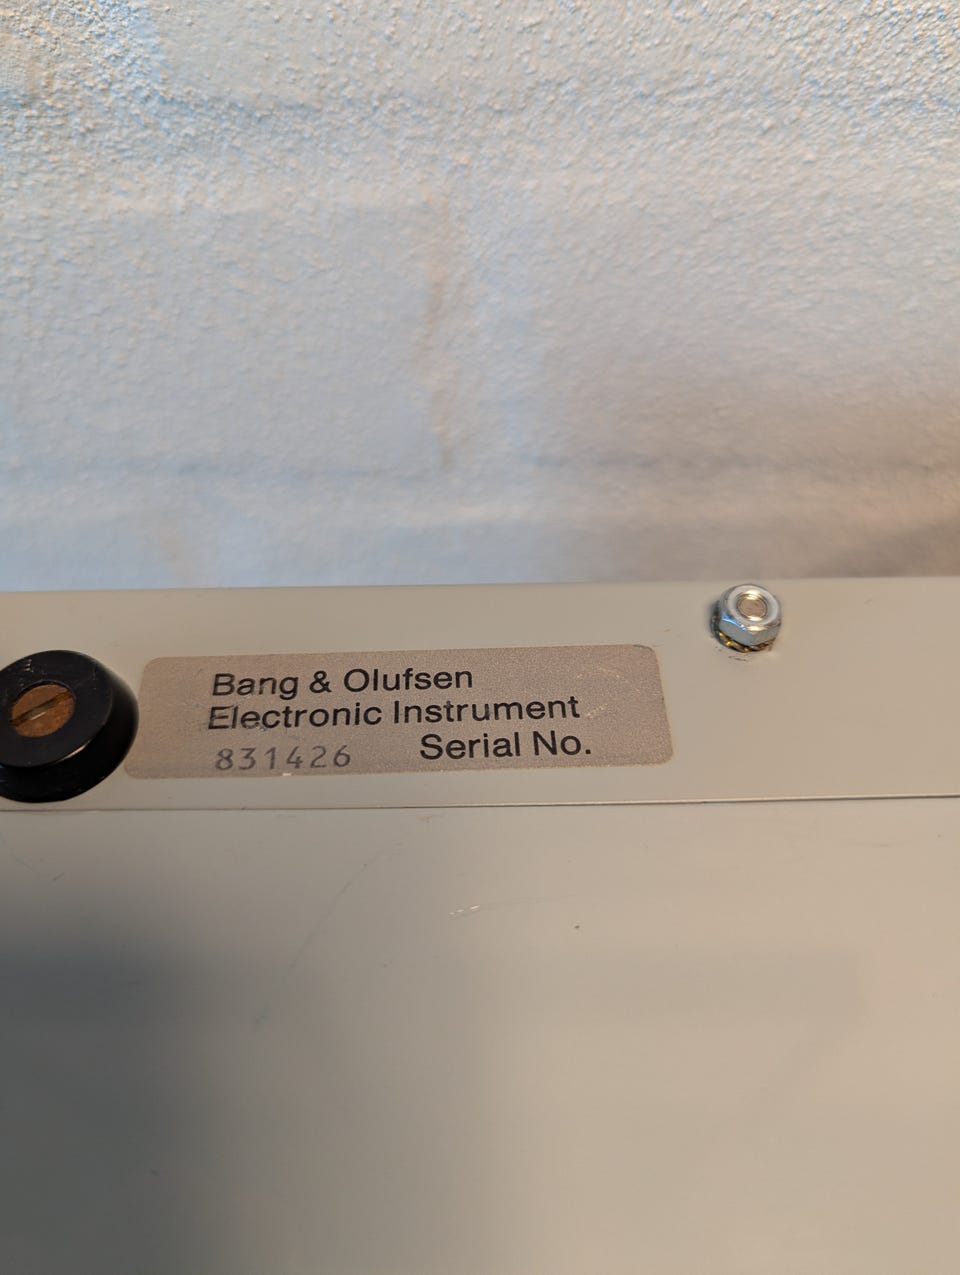 Bang & Olufsen
Electronic Instrument
831426 Serial No.